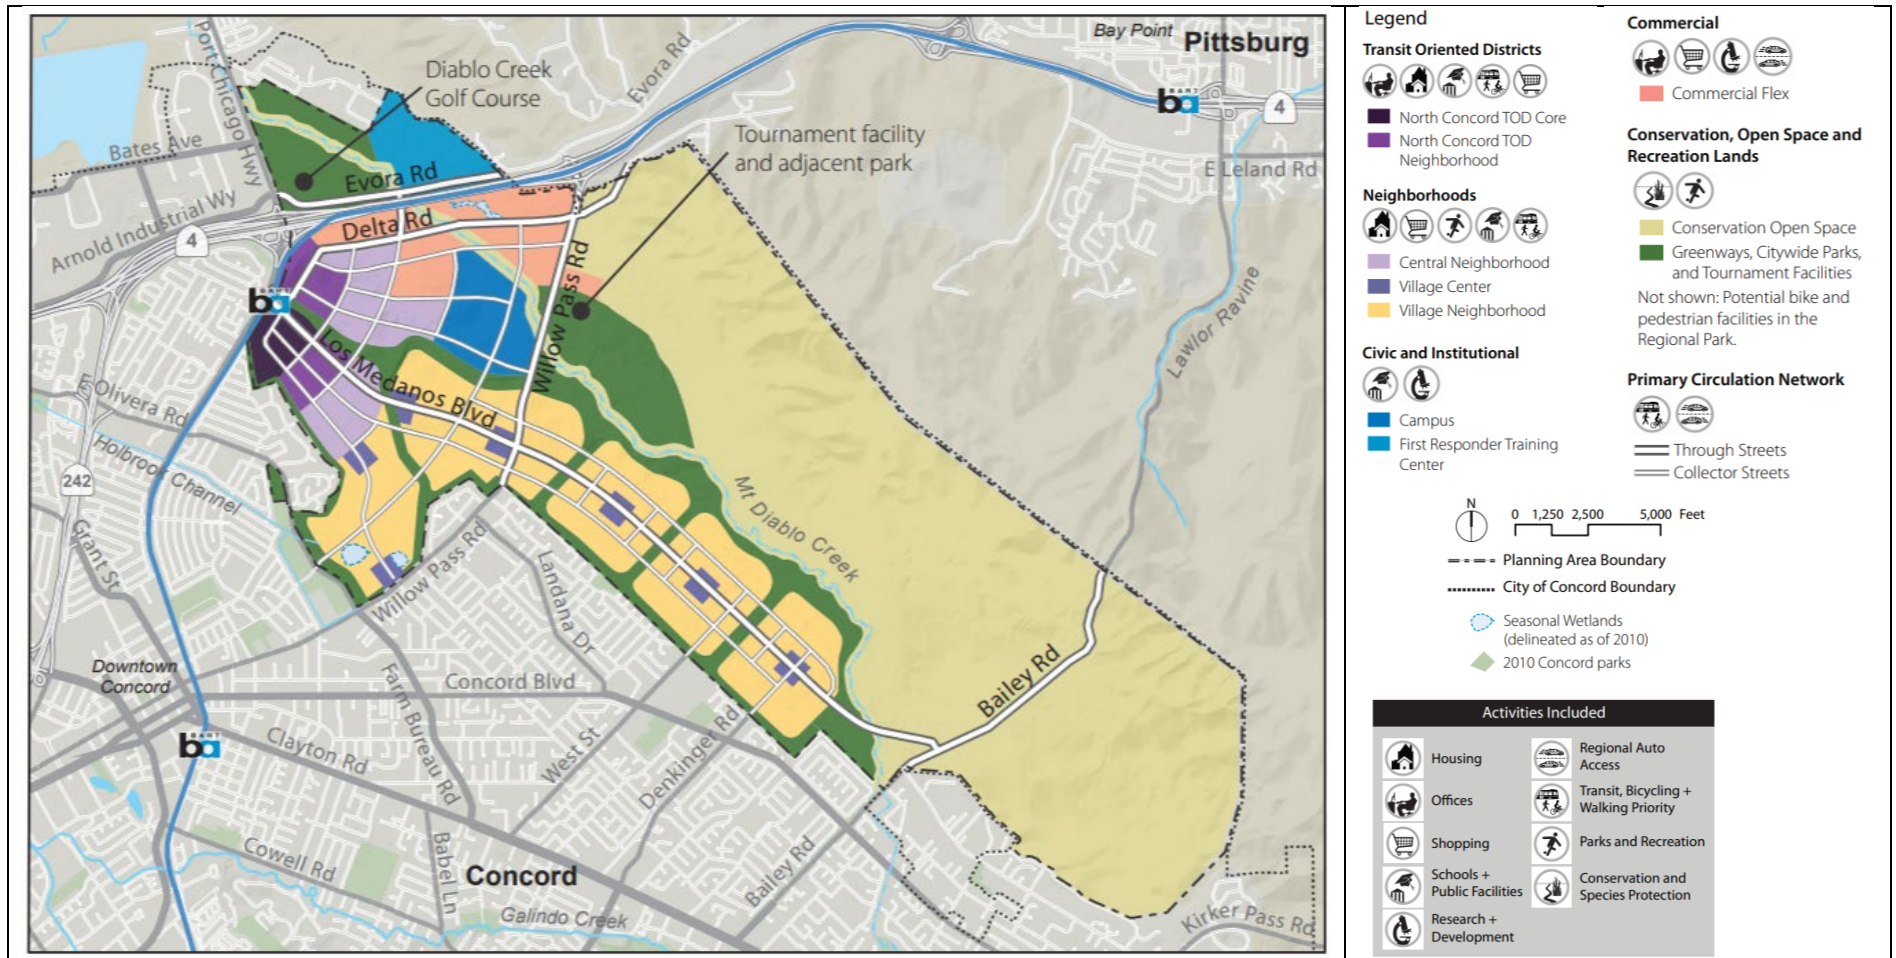 Bay Point
Pittsburg
Port Chicago Hwy
Diablo Creek
Golf Course
Evora Rd
Tournament facility
and adjacent park
BART
ba
4
E Leland Rd
Bates Ave
Evora Rd
Arnold Industrial Wy
4
Delta Rd
Willow Pass Rd
BART
ba
Lawlor Ravine
Los Medanos Blvd
E Olivera Rd
Holbrook Channel
242
Grant St
Mt Diablo Creek
Willow Pass Rd
Landana Dr
Downtown
Concord
Farm Bureau Rd
Concord Blvd
Bailey Rd
BART
ba
Clayton Rd
West St
Denkinger Rd
Cowell Rd
Babel Ln
Concord
Bailey Rd
Galindo Creek
Kirker Pass Rd
Legend
Transit Oriented Districts
North Concord TOD Core
North Concord TOD
Neighborhood
Neighborhoods
Central Neighborhood
Village Center
Village Neighborhood
Civic and Institutional
Campus
First Responder Training
Center
Commercial
Commercial Flex
Conservation, Open Space and
Recreation Lands
Conservation Open Space
Greenways, Citywide Parks,
and Tournament Facilities
Not shown: Potential bike and
pedestrian facilities in the
Regional Park.
Primary Circulation Network
Through Streets
Collector Streets
N
0 1,250 2,500 5,000 Feet
Planning Area Boundary
City of Concord Boundary
Seasonal Wetlands
(delineated as of 2010)
2010 Concord parks
Activities Included
Housing
Offices
Shopping
Schools +
Public Facilities
Research +
Development
Regional Auto
Access
Transit, Bicycling +
Walking Priority
Parks and Recreation
Conservation and
Species Protection